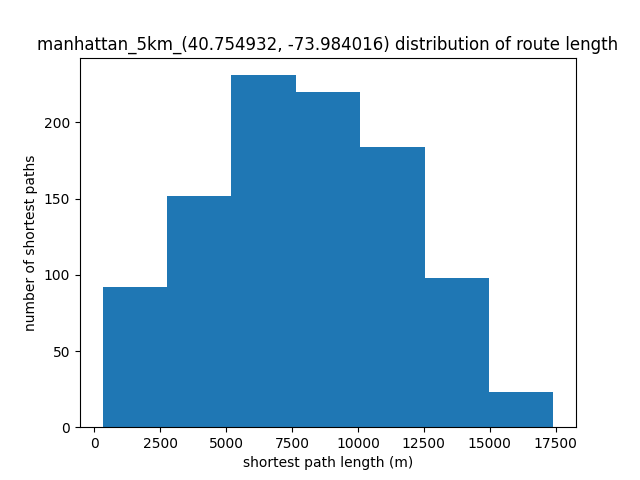 manhattan_5km_(40.754932, -73.984016) distribution of route length
number of shortest paths
200
150
100
50
0
0 2500 5000 7500 10000 12500 15000 17500
shortest path length (m)